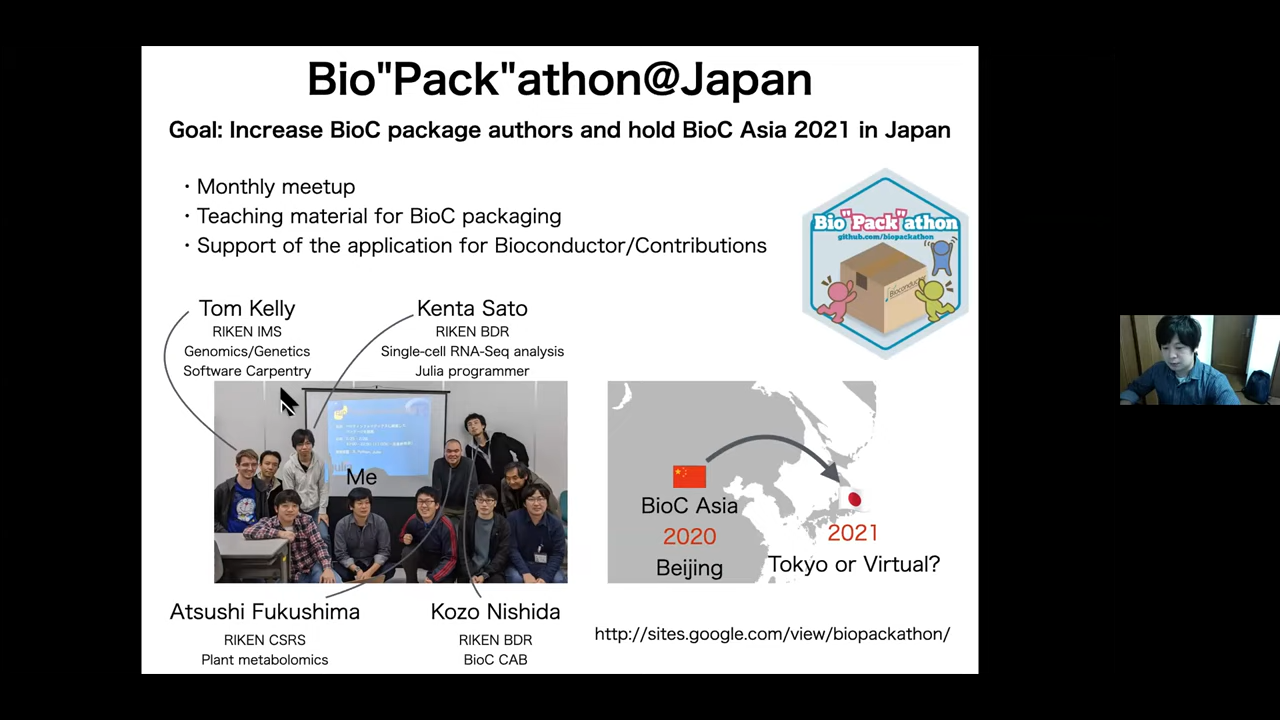 Bio"Pack"athon@Japan
Goal: Increase BioC package authors and hold BioC Asia 2021 in Japan
・Monthly meetup
・Teaching material for BioC packaging
・Support of the application for Bioconductor/Contributions
Bio"Pack"athon
github.com/biopackathon
Bioconductor
Tom Kelly
RIKEN IMS
Genomics/Genetics
Software Carpentry
Kenta Sato
RIKEN BDR
Single-cell RNA-Seq analysis
Julia programmer
Me
Atsushi Fukushima
RIKEN CSRS
Plant metabolomics
Kozo Nishida
RIKEN BDR
BioC CAB
BioC Asia
2020
Beijing
2021
Tokyo or Virtual?
http://sites.google.com/view/biopackathon/